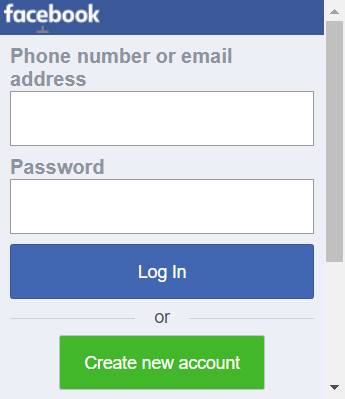 facebook
Phone number or email
address
Password
Log In
or
Create new account